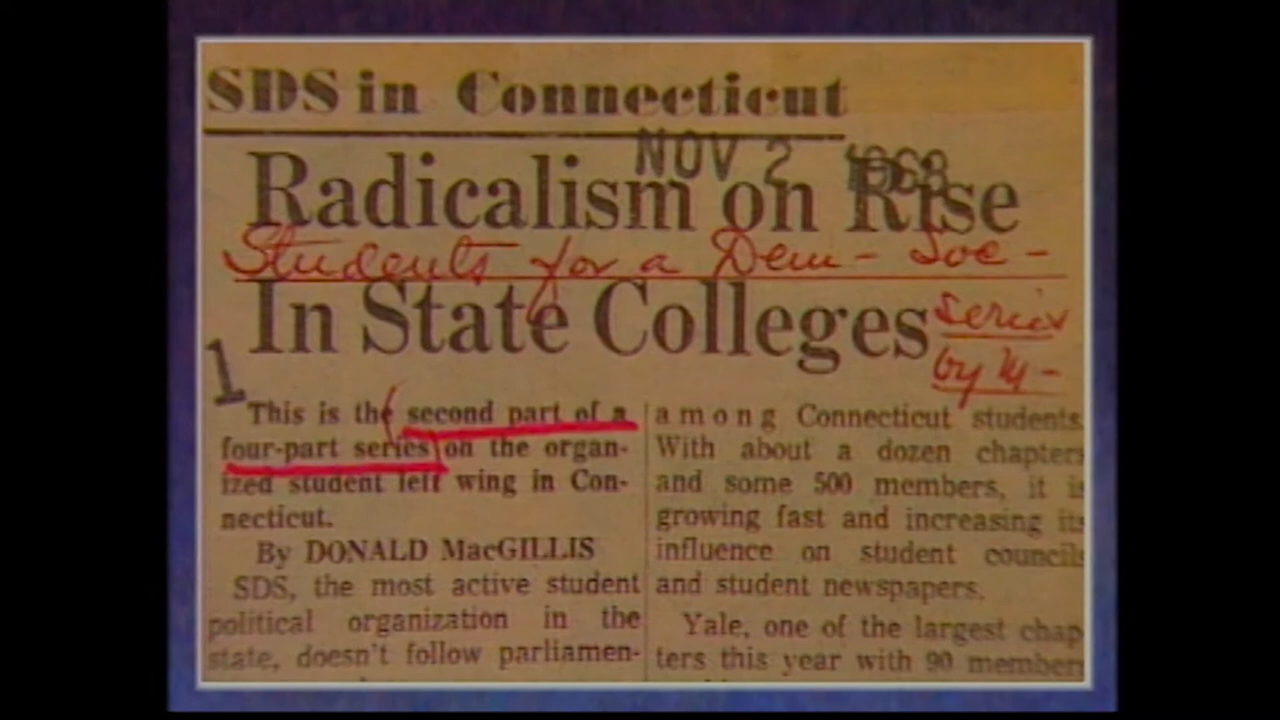 SDS in Connecticut
NOV 2 1968
Radicalism on Rise
Students for a Dem - Soc -
In State Colleges
series
by M -
1
This is the second part of a
four-part series on the organ-
ized student left wing in Con-
necticut.
By DONALD MacGILLIS
SDS, the most active student
political organization in the
state, doesn't follow parliamen-
among Connecticut students.
With about a dozen chapters
and some 500 members, it is
growing fast and increasing its
influence on student councils
and student newspapers.
Yale, one of the largest chap
ters this year with 90 members